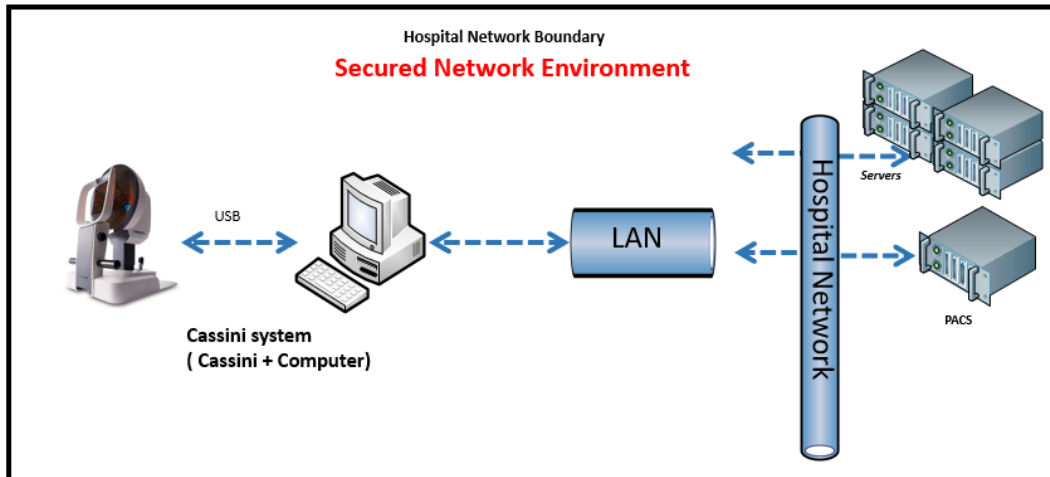 Hospital Network Boundary
Secured Network Environment
USB
Cassini system
( Cassini + Computer)
LAN
Hospital Network
Servers
PACS